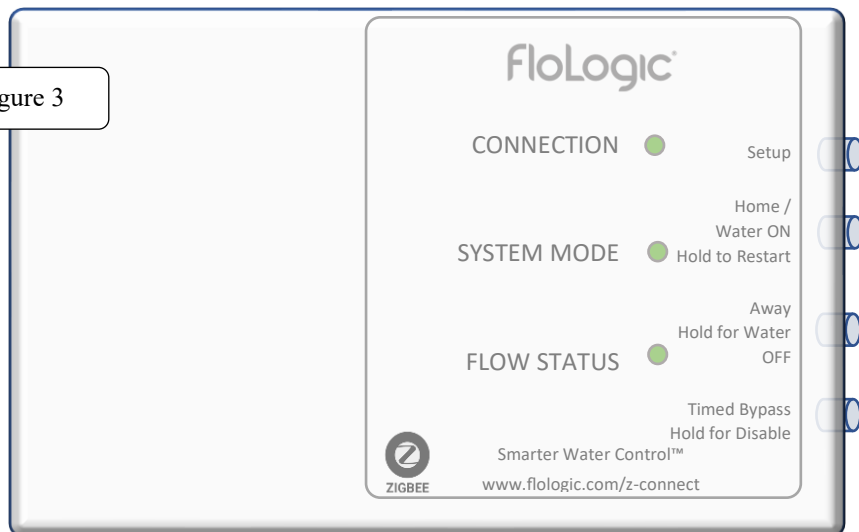 FloLogic
gure 3
CONNECTION
Setup
Home /
Water ON
SYSTEM MODE
Hold to Restart
Away
Hold for Water
OFF
FLOW STATUS
Timed Bypass
Hold for Disable
Smarter Water Control™
ZIGBEE
www.flologic.com/z-connect